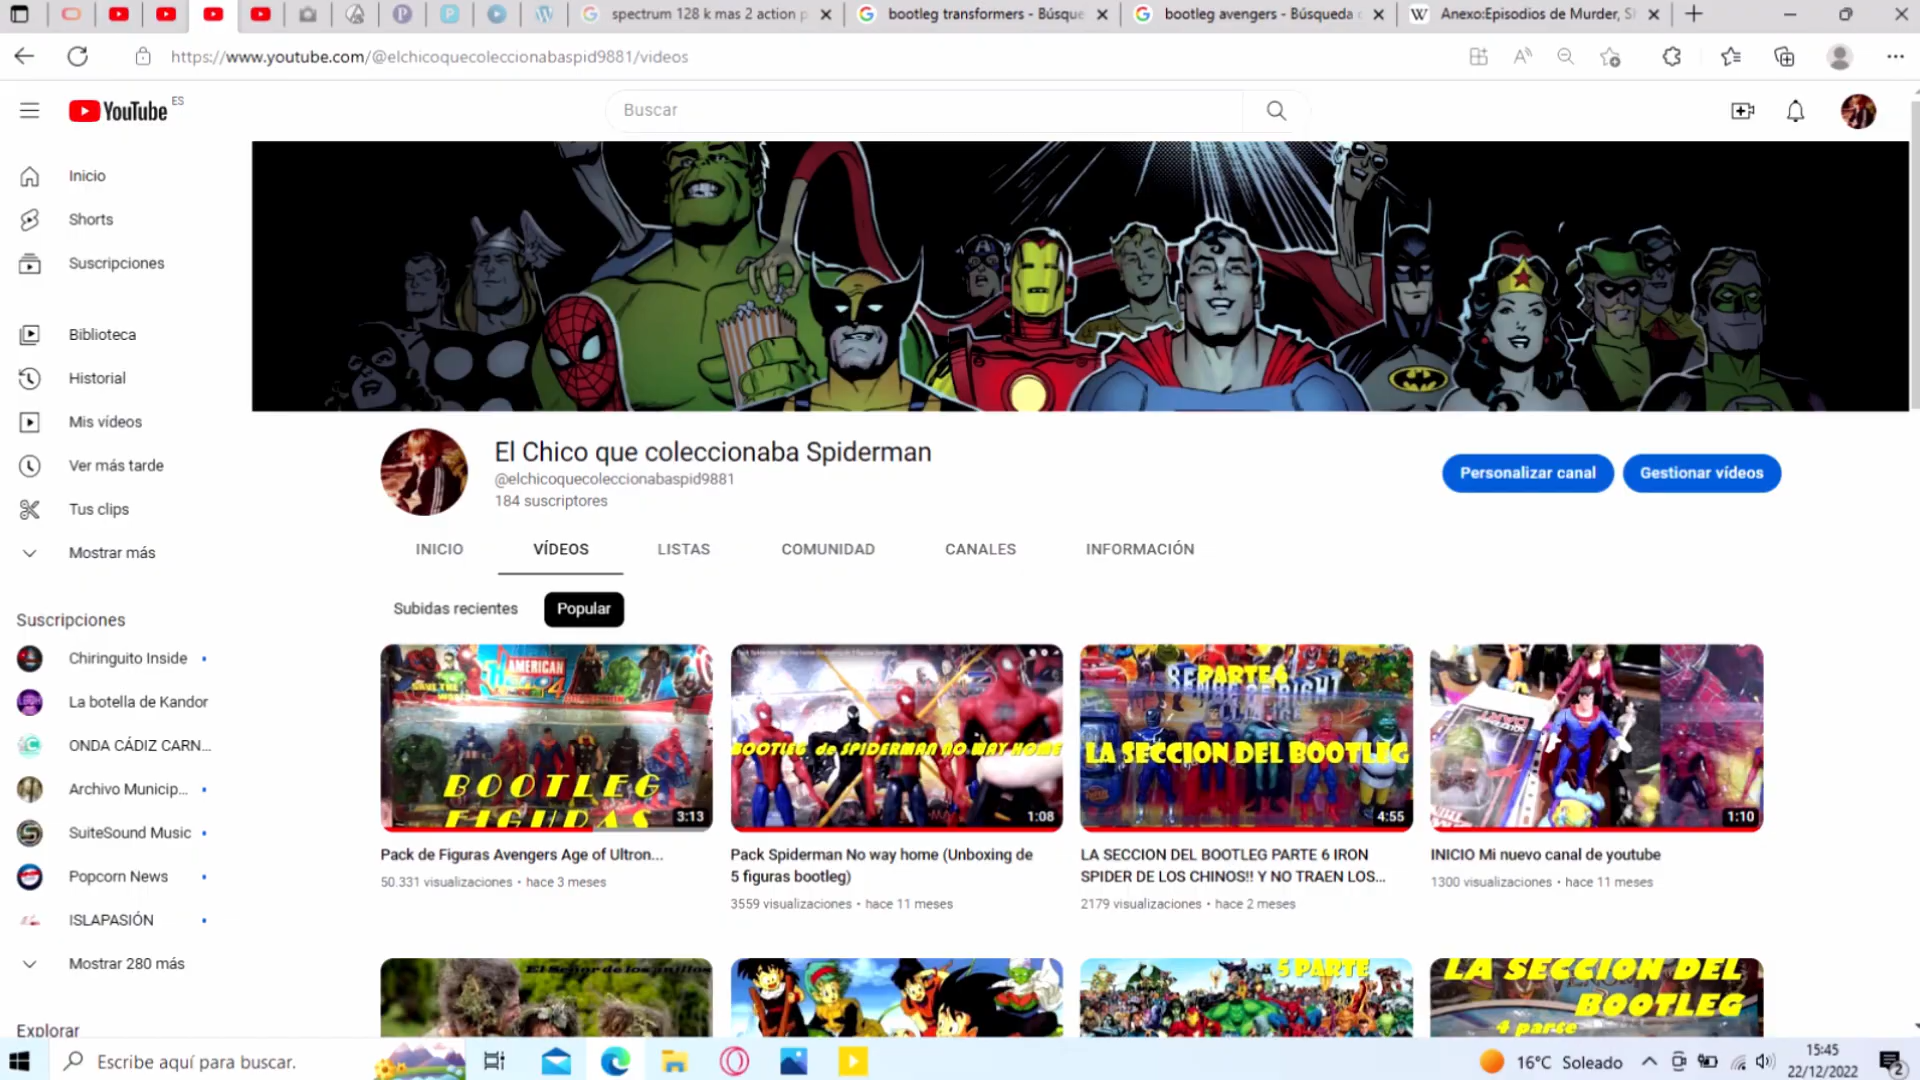 spectrum 128 k mas 2 action p
bootleg transformers - Búsque
bootleg avengers - Búsqueda
Anexo:Episodios de Murder, S
https://www.youtube.com/@elchicoquecoleccionabaspid9881/videos
YouTube ES
Buscar
Inicio
Shorts
Suscripciones
Biblioteca
Historial
Mis vídeos
Ver más tarde
Tus clips
Mostrar más
Suscripciones
Chiringuito Inside
La botella de Kandor
ONDA CÁDIZ CARN...
Archivo Municip...
SuiteSound Music
Popcorn News
ISLAPASIÓN
Mostrar 280 más
Explorar
El Chico que coleccionaba Spiderman
@elchicoquecoleccionabaspid9881
184 suscriptores
Personalizar canal
Gestionar vídeos
INICIO
VÍDEOS
LISTAS
COMUNIDAD
CANALES
INFORMACIÓN
Subidas recientes
Popular
AMERICAN
SAVE THE
BOOTLEG
FIGURAS
3:13
Pack de Figuras Avengers Age of Ultron...
50.331 visualizaciones • hace 3 meses
BOOTLEG de SPIDERMAN NO WAY HOME
1:08
Pack Spiderman No way home (Unboxing de
5 figuras bootleg)
3559 visualizaciones • hace 11 meses
PARTE6
LA SECCION DEL BOOTLEG
4:55
LA SECCION DEL BOOTLEG PARTE 6 IRON
SPIDER DE LOS CHINOS!! Y NO TRAEN LOS...
2179 visualizaciones • hace 2 meses
1:10
INICIO Mi nuevo canal de youtube
1300 visualizaciones • hace 11 meses
El Señor de los anillos
5 PARTE
LA SECCION DEL
BOOTLEG
4 parte
Escribe aquí para buscar.
16°C Soleado
15:45
22/12/2022
2